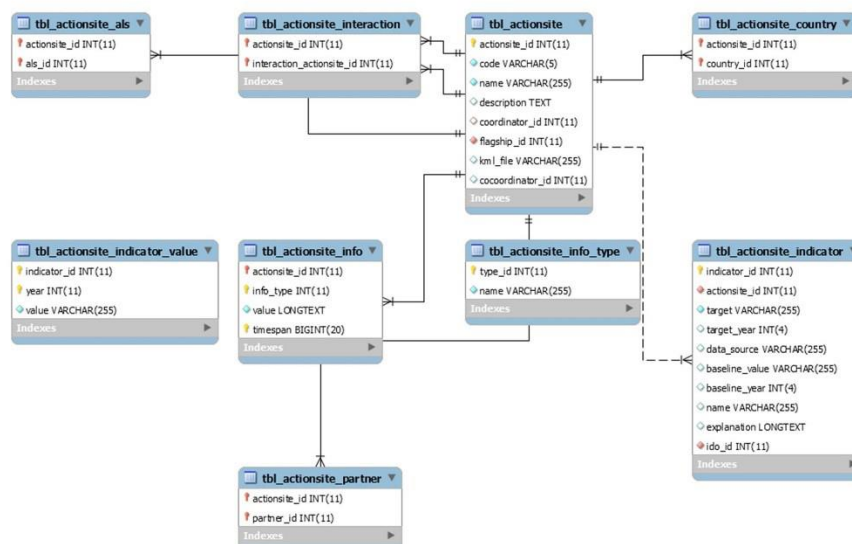 tbl_actionsite_als
actionsite_id INT(11)
als_id INT(11)
Indexes
tbl_actionsite_interaction
actionsite_id INT(11)
interaction_actionsite_id INT(11)
Indexes
tbl_actionsite
actionsite_id INT(11)
code VARCHAR(5)
name VARCHAR(255)
description TEXT
coordinator_id INT(11)
flagship_id INT(11)
kml_file VARCHAR(255)
cocoordinator_id INT(11)
Indexes
tbl_actionsite_country
actionsite_id INT(11)
country_id INT(11)
Indexes
tbl_actionsite_indicator_value
indicator_id INT(11)
year INT(11)
value VARCHAR(255)
Indexes
tbl_actionsite_info
actionsite_id INT(11)
info_type INT(11)
value LONGTEXT
timespan BIGINT(20)
Indexes
tbl_actionsite_info_type
type_id INT(11)
name VARCHAR(255)
Indexes
tbl_actionsite_indicator
indicator_id INT(11)
actionsite_id INT(11)
target VARCHAR(255)
target_year INT(4)
data_source VARCHAR(255)
baseline_value VARCHAR(255)
baseline_year INT(4)
name VARCHAR(255)
explanation LONGTEXT
ido_id INT(11)
Indexes
tbl_actionsite_partner
actionsite_id INT(11)
partner_id INT(11)
Indexes